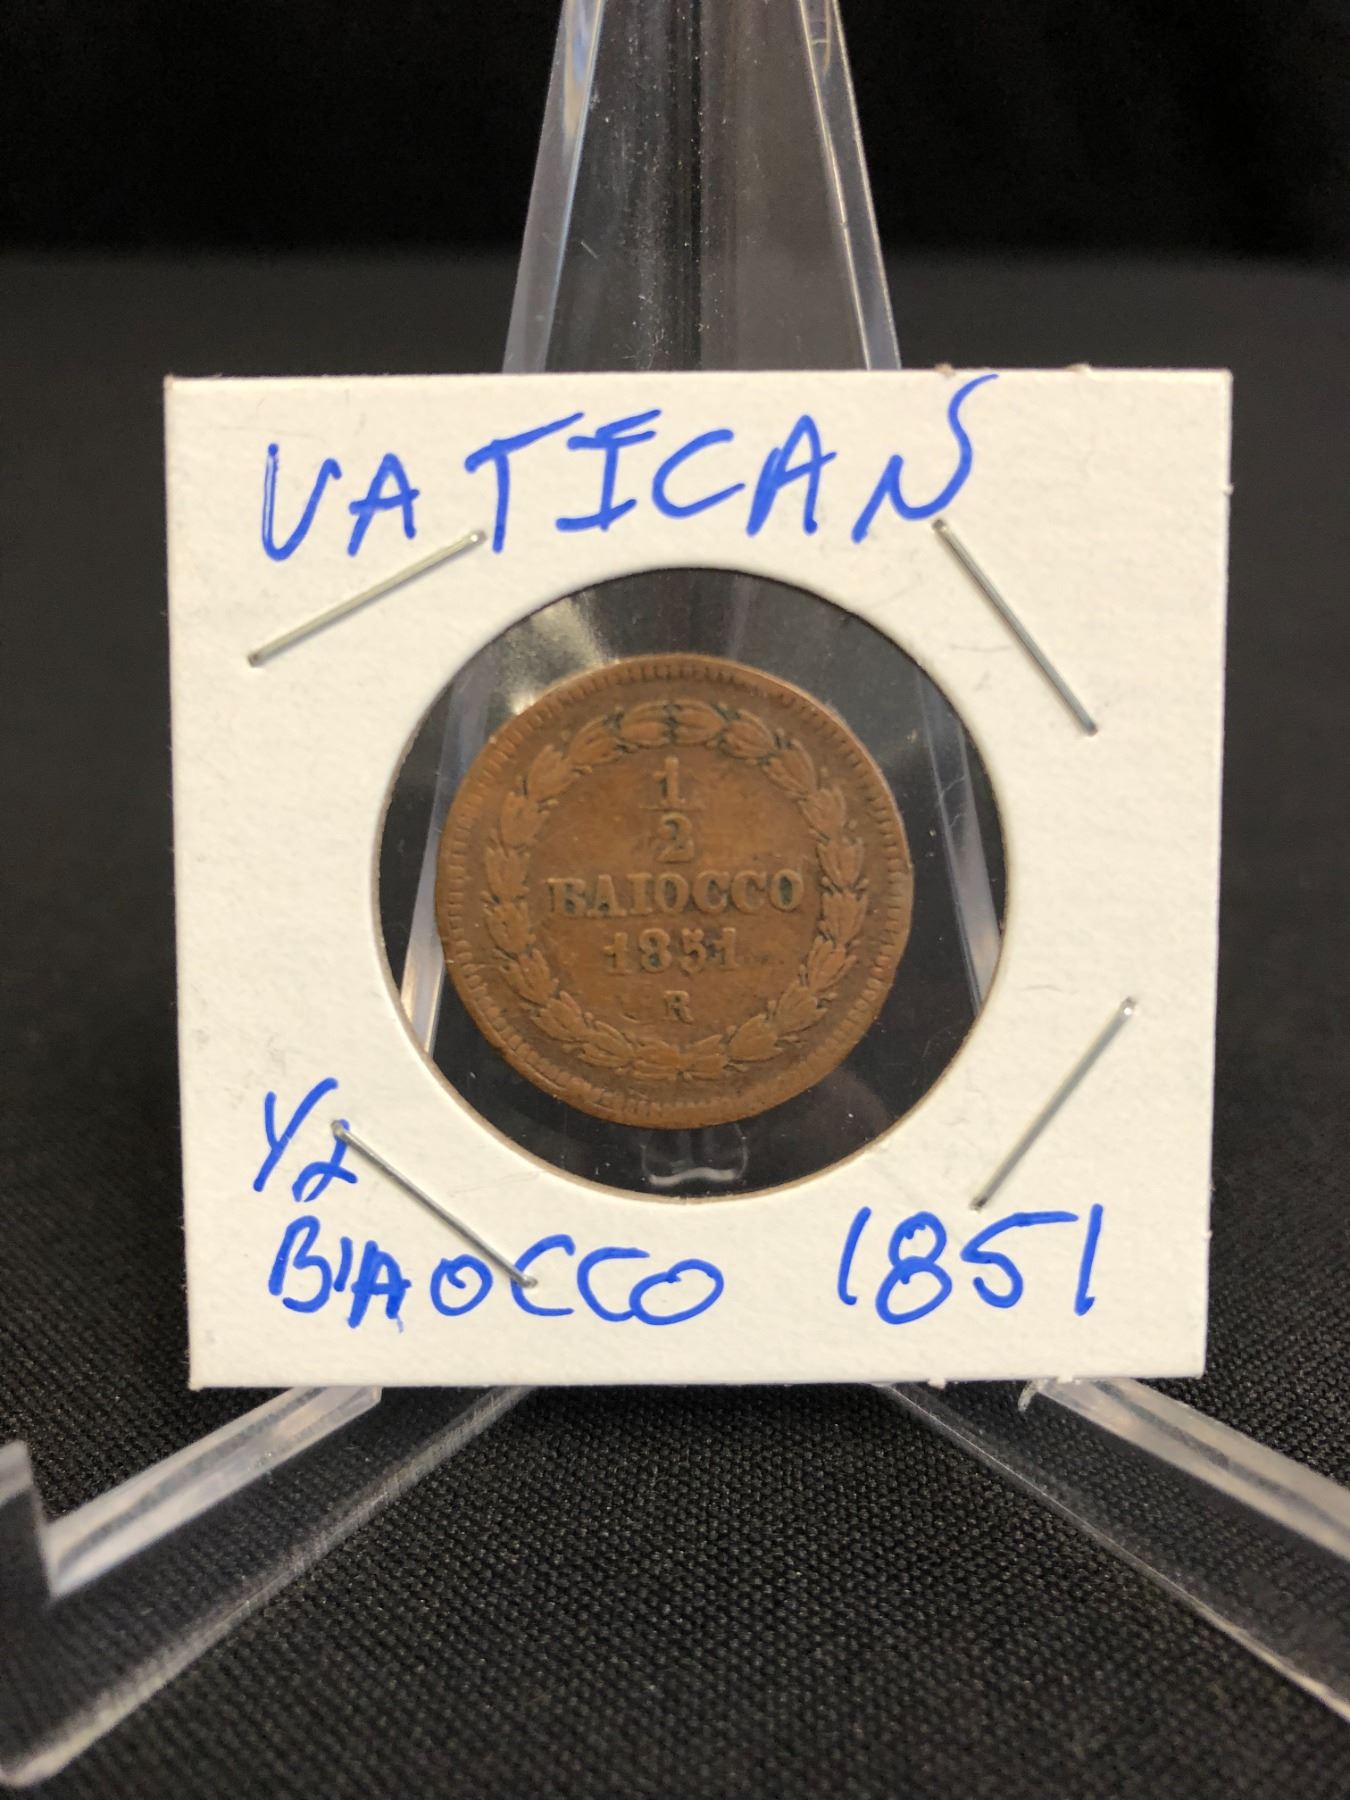 VATICAN
1
2
BAIOCCO
1851
R
1/2
BIAOCCO 1851